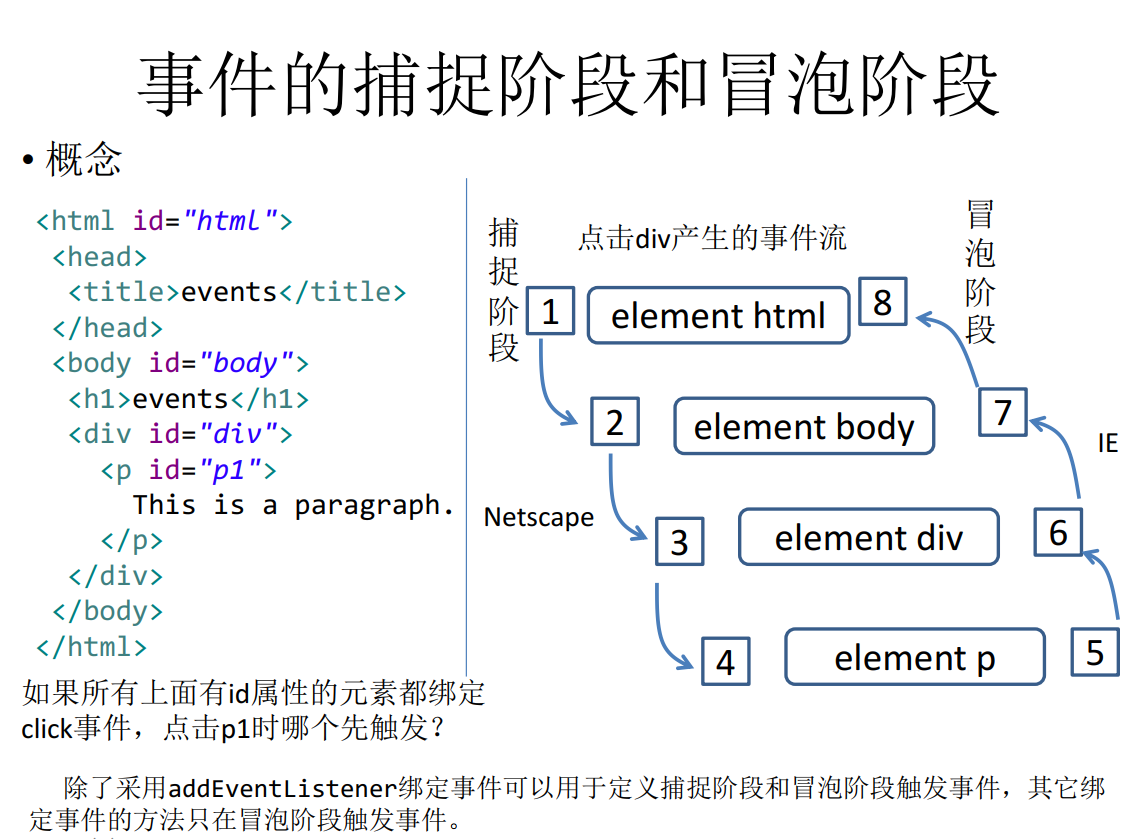 事件的捕捉阶段和冒泡阶段
• 概念
<html id="html">
<head>
<title>events</title>
</head>
<body id="body">
<h1>events</h1>
<div id="div">
<p id="p1">
This is a paragraph.
</p>
</div>
</body>
</html>
如果所有上面有id属性的元素都绑定
click事件，点击p1时哪个先触发？
捕捉阶段
点击div产生的事件流
冒泡阶段
1
element html
8
2
element body
7
IE
Netscape
3
element div
6
4
element p
5
除了采用addEventListener绑定事件可以用于定义捕捉阶段和冒泡阶段触发事件，其它绑
定事件的方法只在冒泡阶段触发事件。